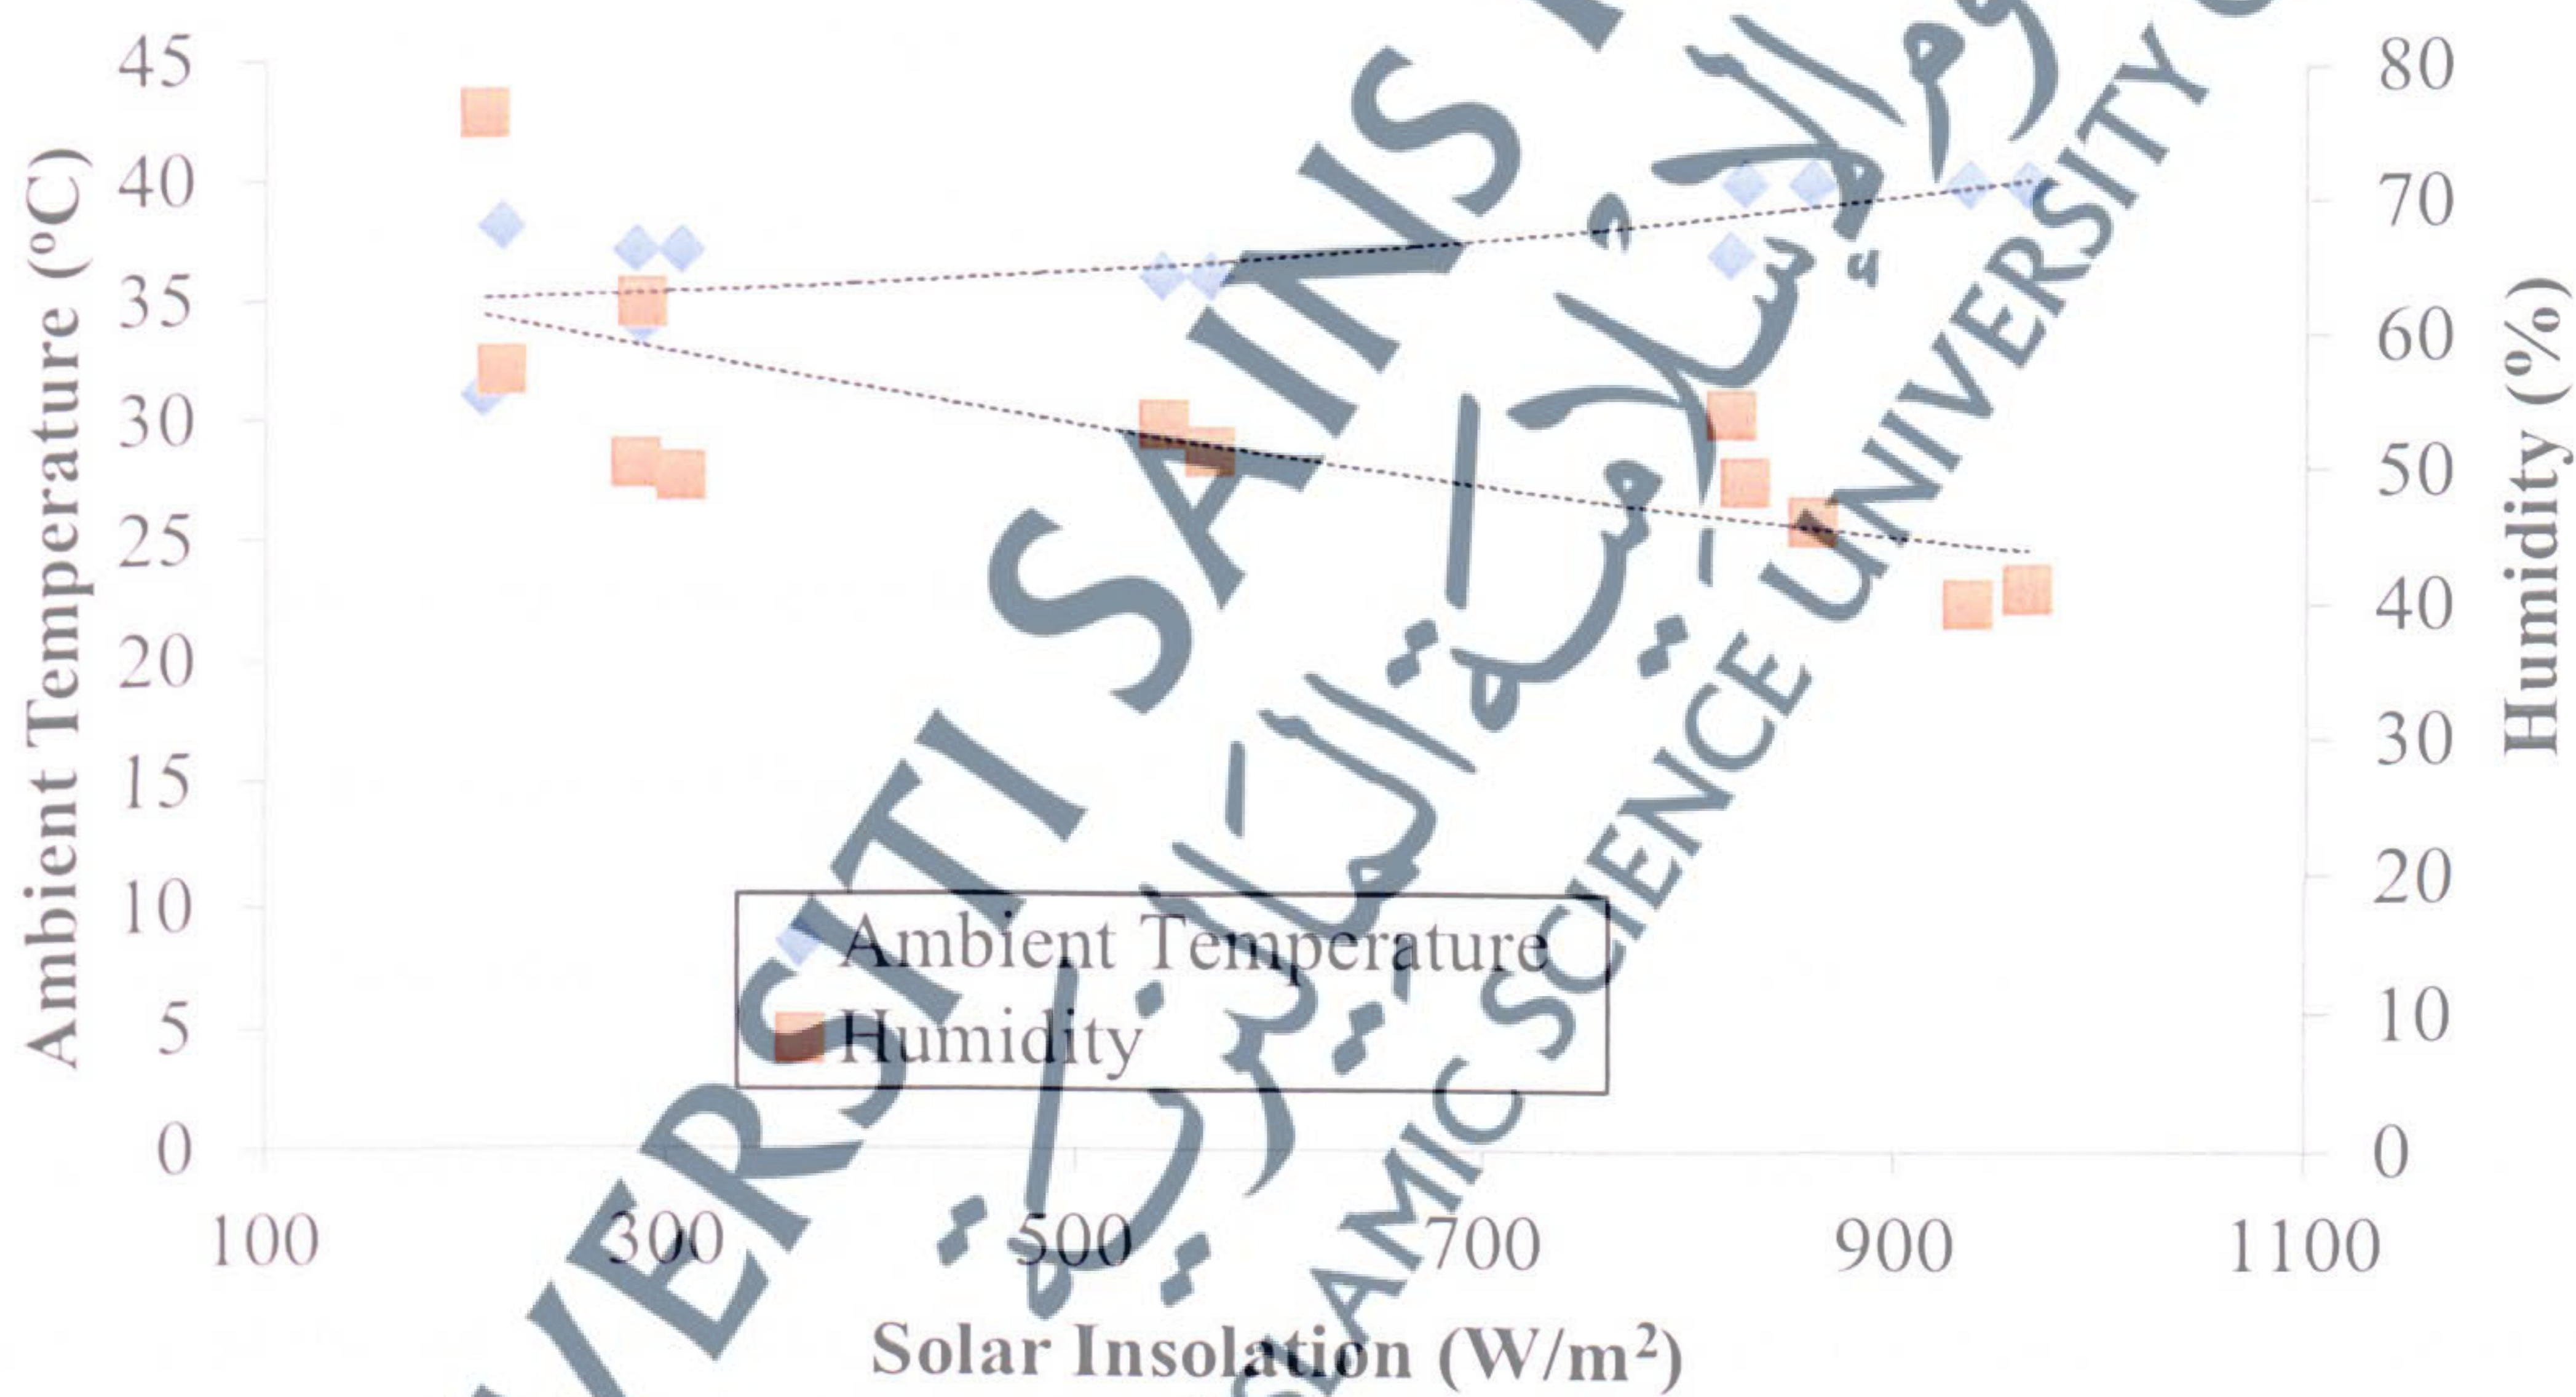 45
40
35
30
25
20
15
10
5
0
Ambient Temperature (ºC)
80
70
60
50
40
30
20
10
0
Humidity (%)
Ambient Temperature
Humidity
100 300 500 700 900 1100
Solar Insolation (W/m²)
VERSITI SAINS
SLAMIC SCIENCE UNIVERSITY O